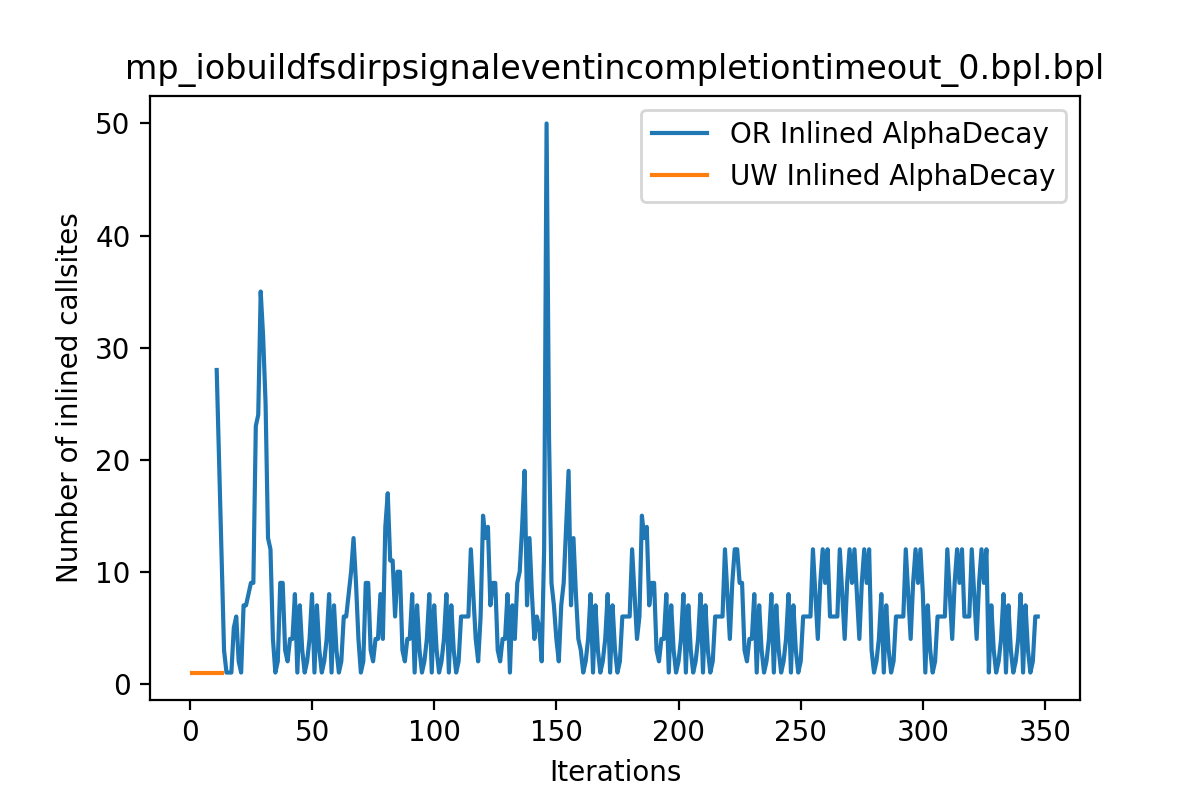 mp_iobuildfsdirpsignaleventincompletiontimeout_0.bpl.bpl
OR Inlined AlphaDecay
UW Inlined AlphaDecay
Number of inlined callsites
50
40
30
20
10
0
0 50 100 150 200 250 300 350
Iterations